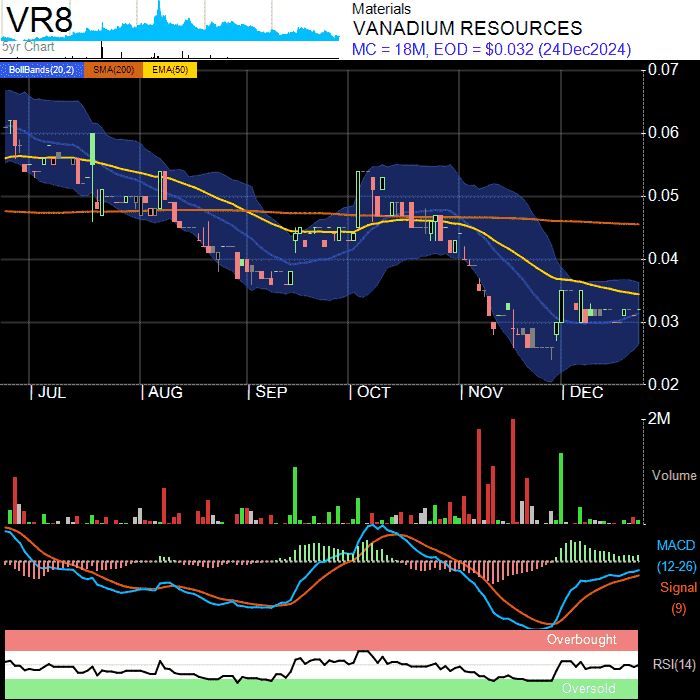 VR8
5yr Chart
Materials
VANADIUM RESOURCES
MC = 18M, EOD = $0.032 (24Dec2024)
BollBands(20,2) SMA(200) EMA(50)
0.07
0.06
0.05
0.04
0.03
0.02
JUL AUG SEP OCT NOV DEC
2M
Volume
MACD
(12-26)
Signal
(9)
Overbought
RSI(14)
Oversold